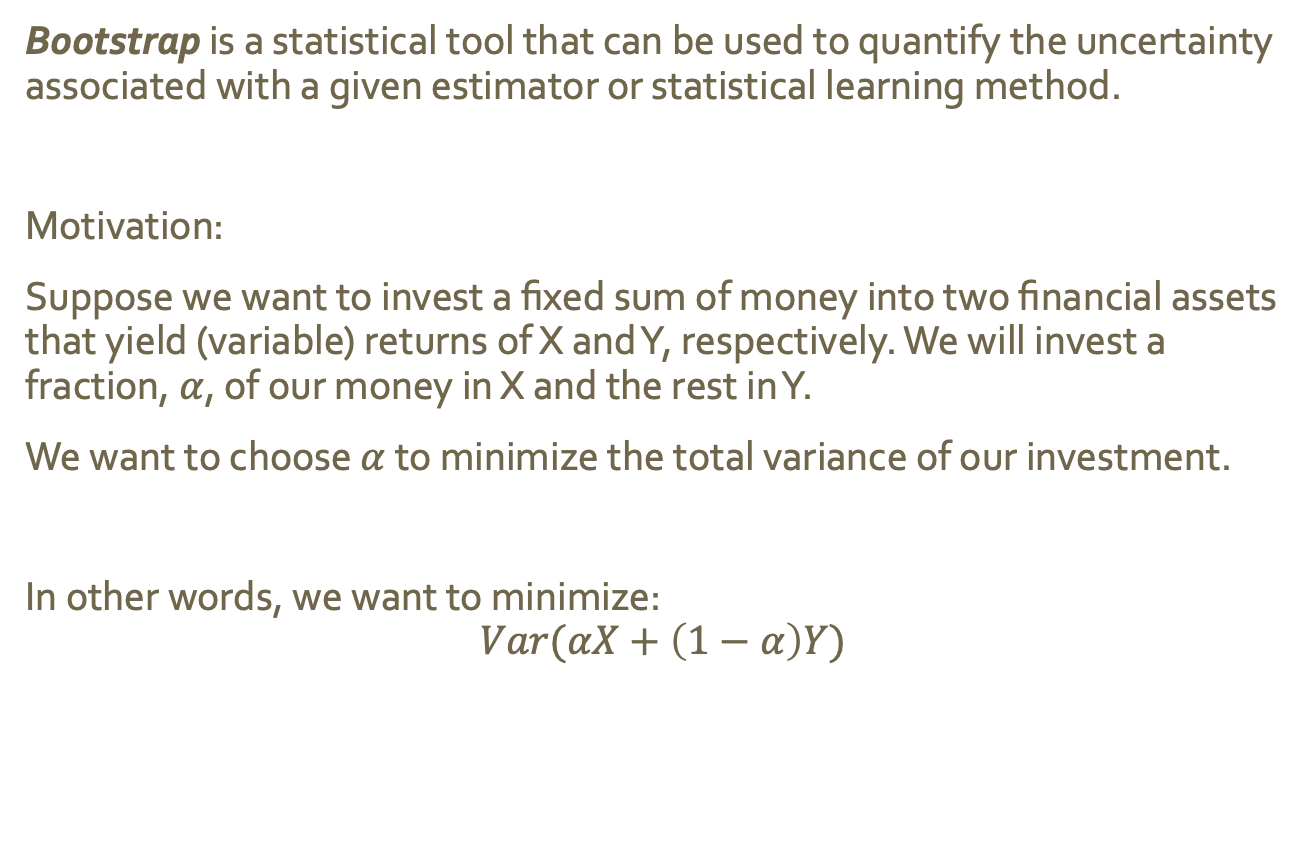 Bootstrap is a statistical tool that can be used to quantify the uncertainty
associated with a given estimator or statistical learning method.
Motivation:
Suppose we want to invest a fixed sum of money into two financial assets
that yield (variable) returns of X and Y, respectively. We will invest a
fraction, α, of our money in X and the rest in Y.
We want to choose α to minimize the total variance of our investment.
In other words, we want to minimize:
Var(αX + (1 − α)Y)